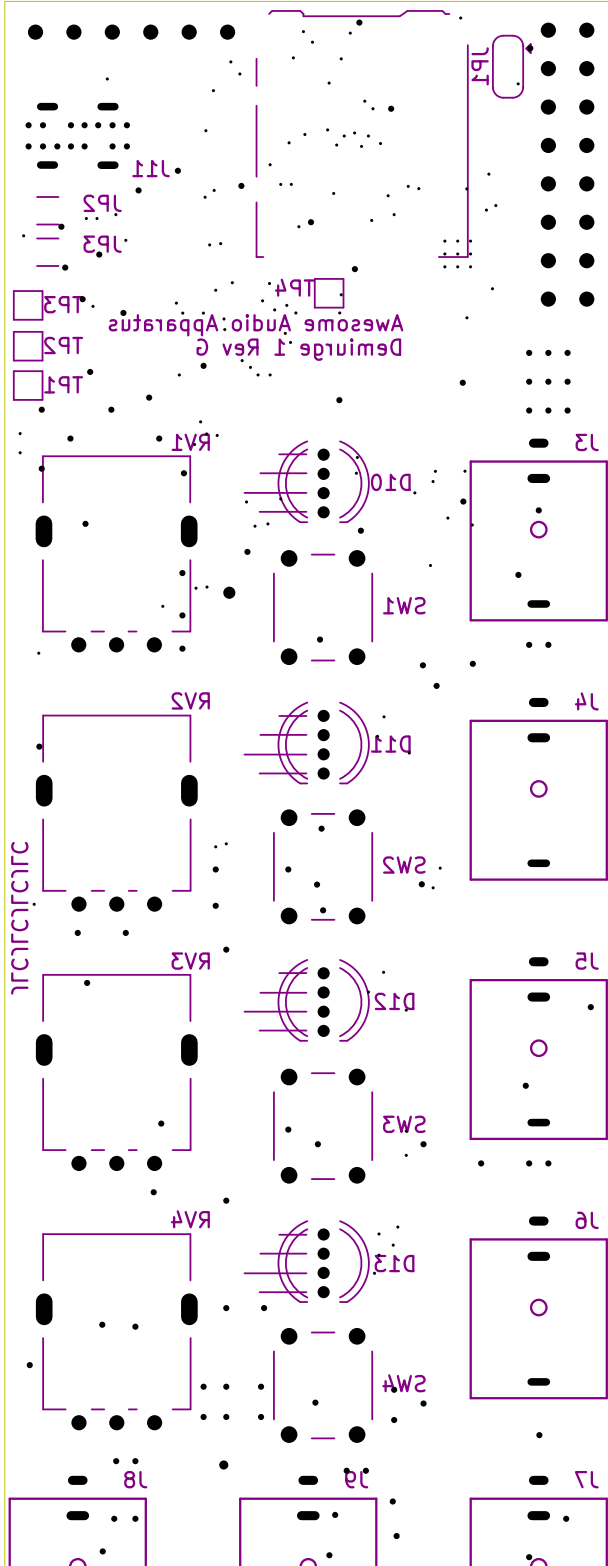 JP1
J11
JP2
JP3
TP4
TP3
Awesome Audio Apparatus
TP2
Demiurge 1 Rev G
TP1
RV1
J3
D10
SW1
RV2
J4
D11
JLCJLCJLCJLC
SW2
RV3
J5
D12
SW3
RV4
J6
D13
SW4
J8
J9
J7